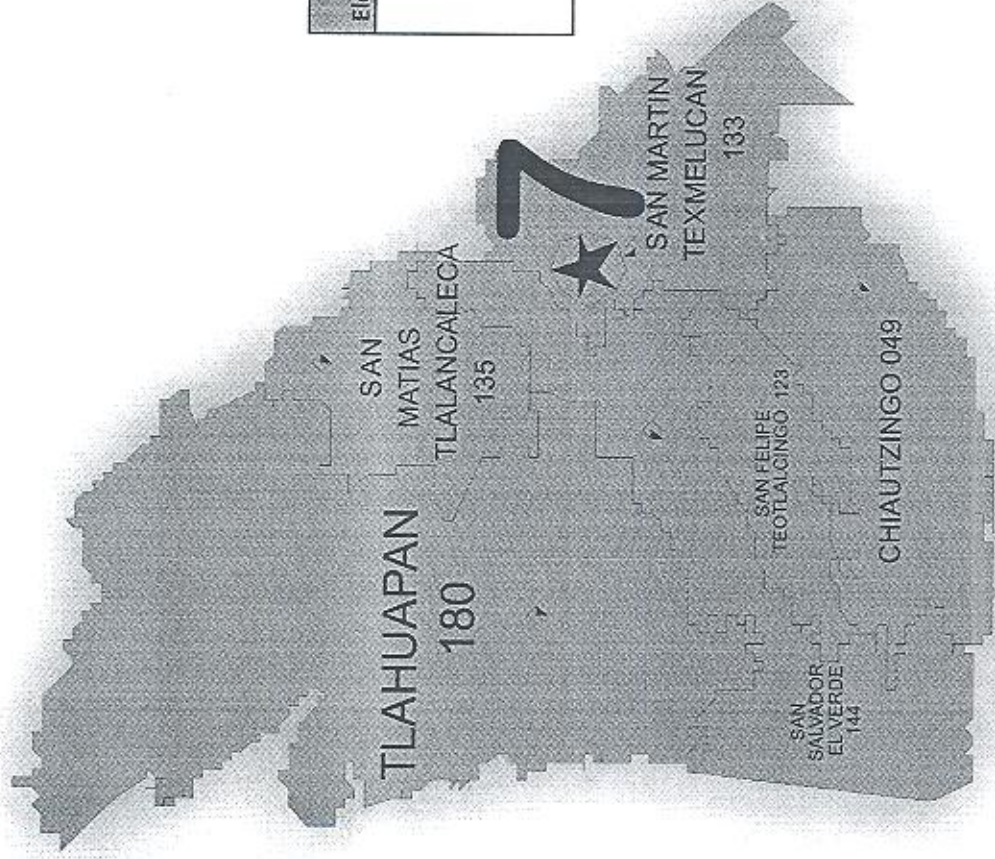 TLAHUAPAN
180
SAN
MATIAS
TLALANCALECA
135
7
SAN MARTIN
TEXMELUCAN
133
SAN FELIPE
TEOTLALCINGO 123
SAN
SALVADOR
EL VERDE
144
CHIAUTZINGO 049